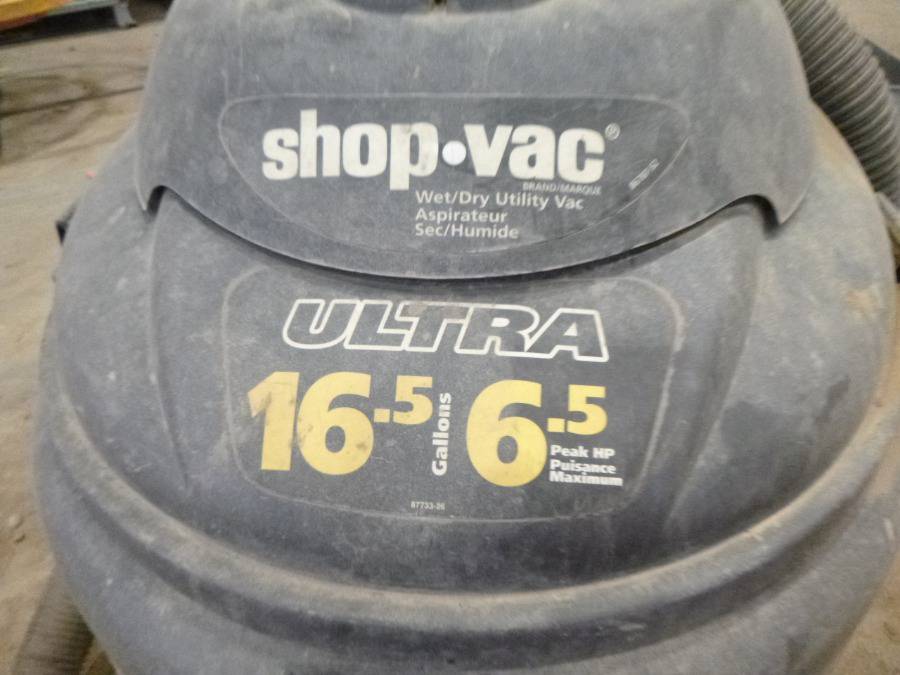 shop·vac®
BRAND/MARQUE
Wet/Dry Utility Vac
Aspirateur
Sec/Humide
ULTRA
16.5 Gallons 6.5
Peak HP
Puisance
Maximum
87733-26